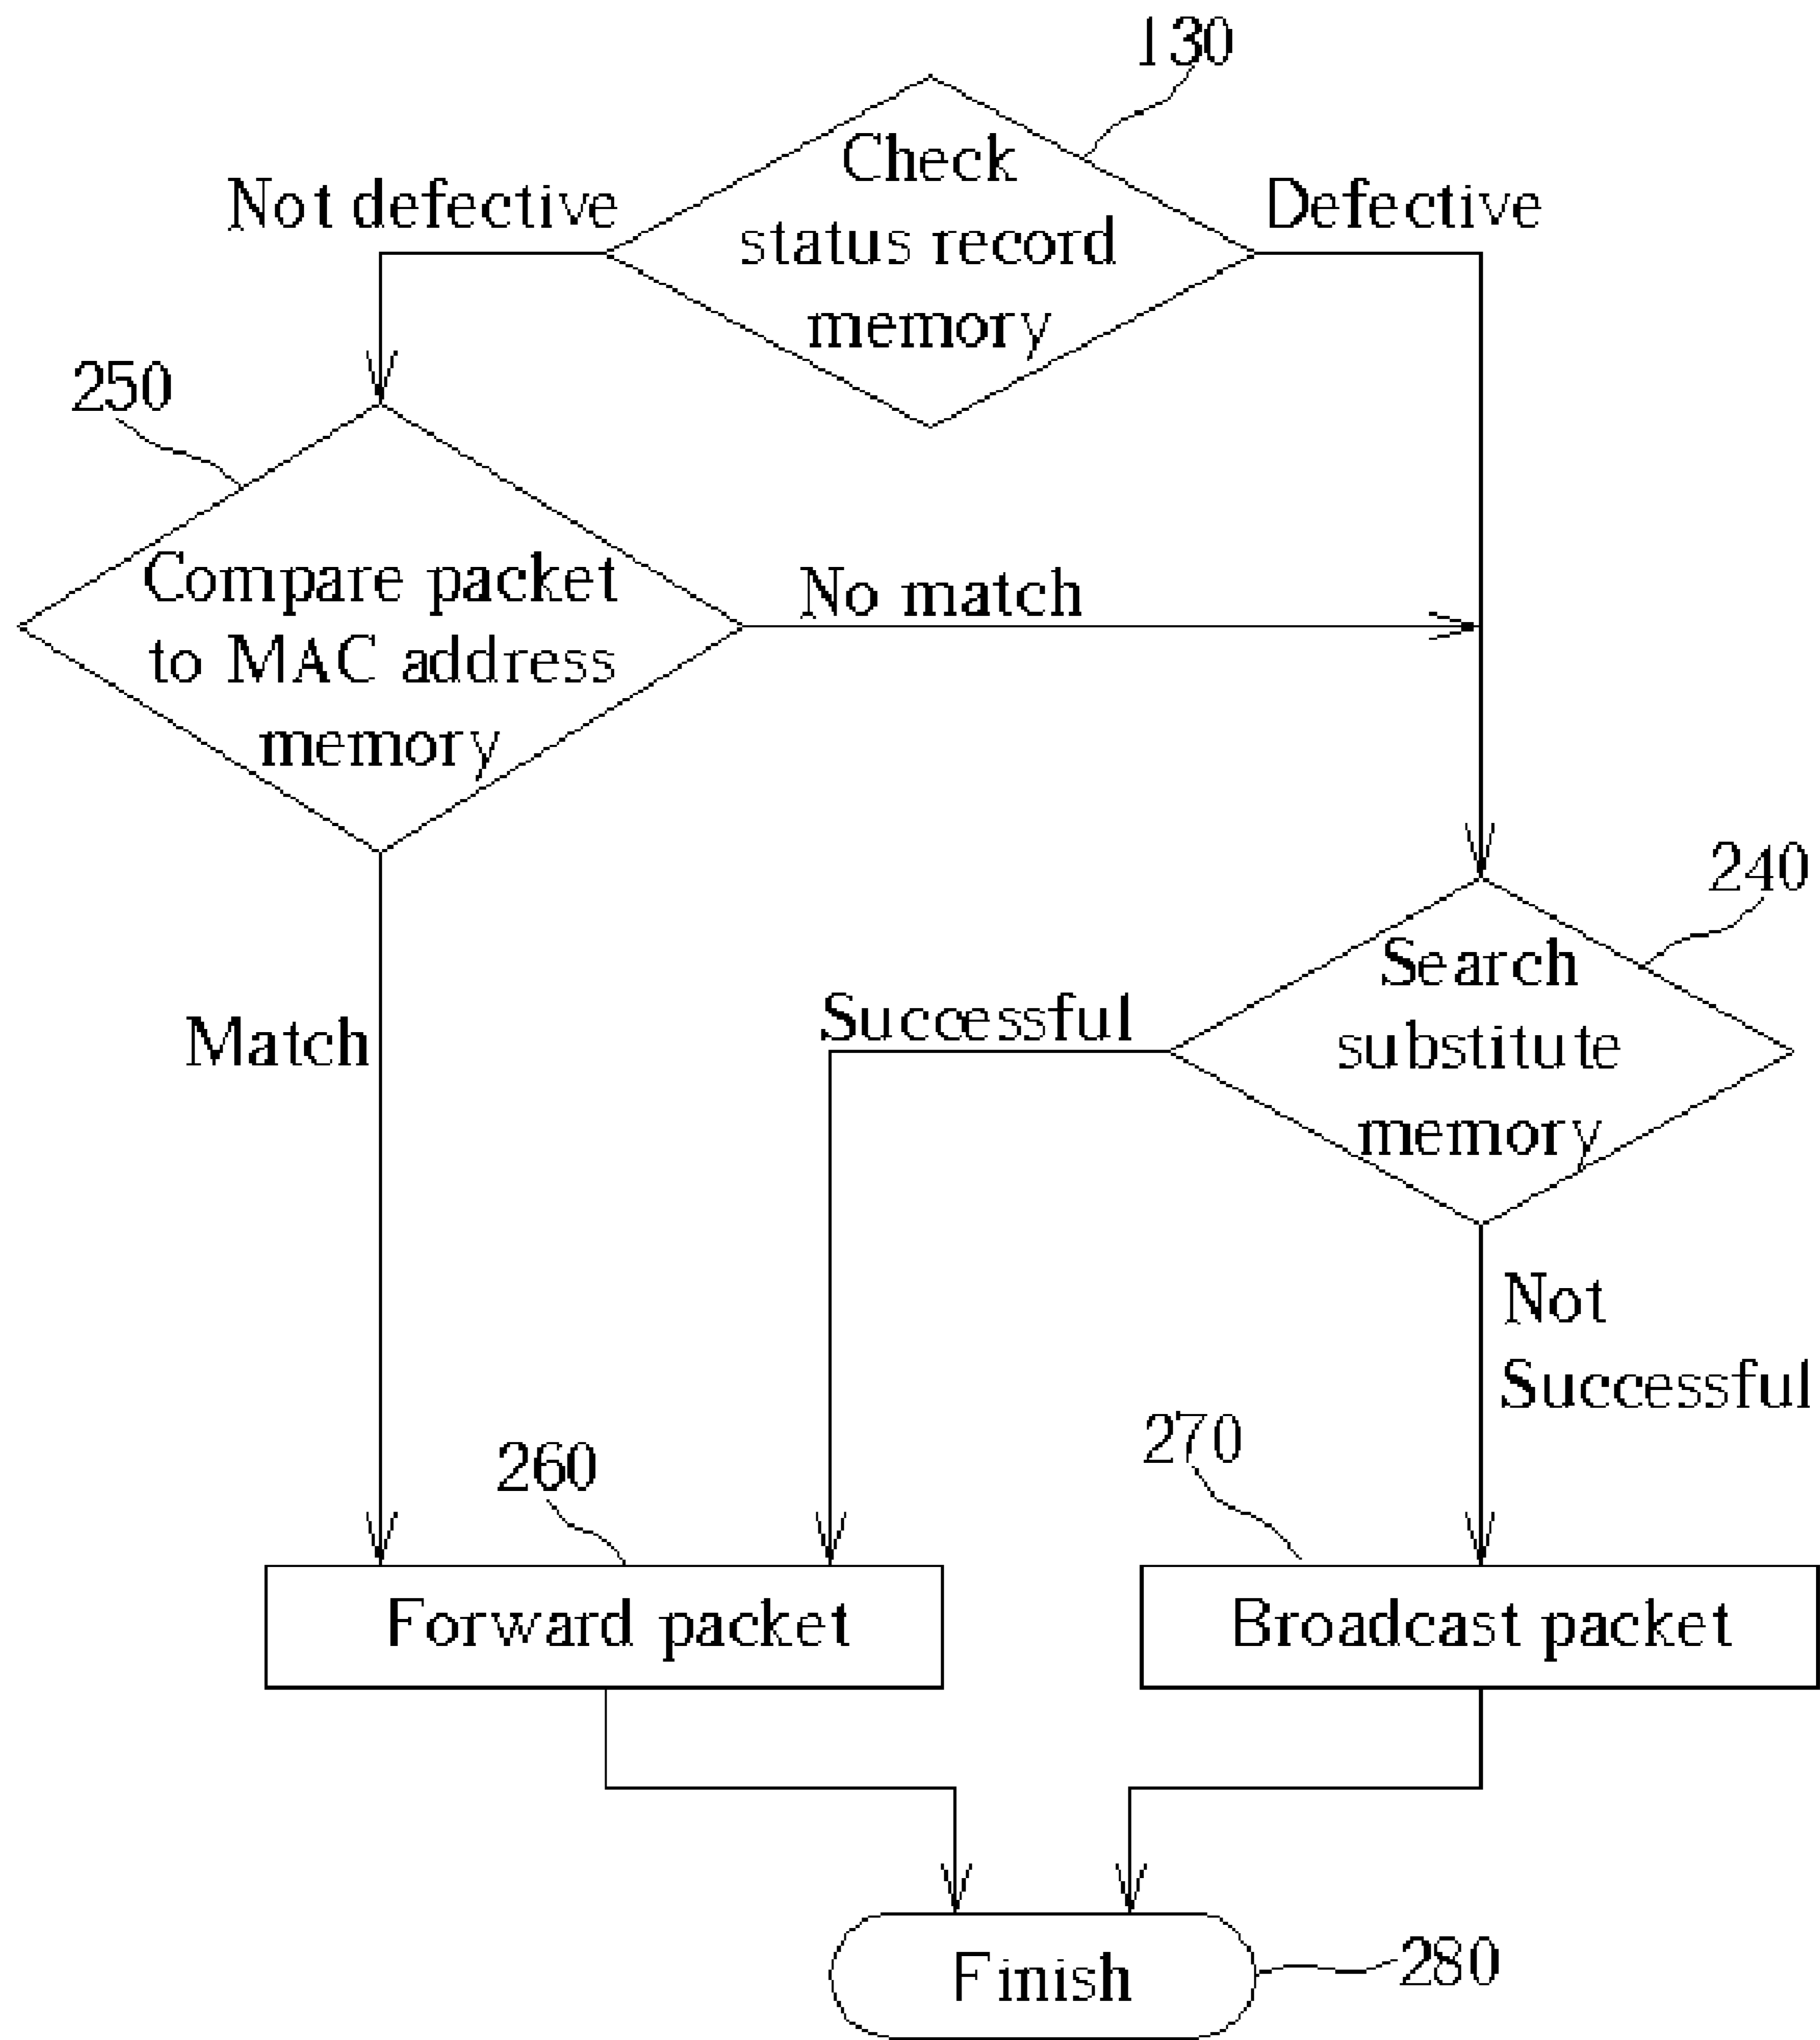 130
Check
status record
memory
Not defective
Defective
250
Compare packet
to MAC address
memory
No match
240
Search
substitute
memory
Match
Successful
Not
Successful
260
Forward packet
270
Broadcast packet
Finish
280